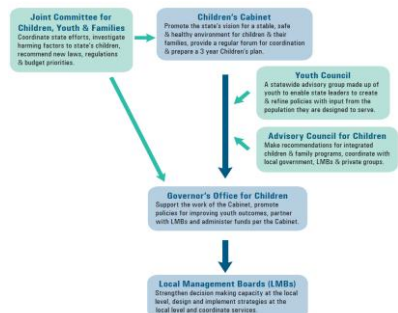 Joint Committee for
Children, Youth & Families
Coordinate state efforts, investigate
harming factors to state's children,
recommend new laws, regulations
& budget priorities.
Children's Cabinet
Promote the state's vision for a stable, safe
& healthy environment for children & their
families, provide a regular forum for coordination
& prepare a 3 year Children's plan.
Youth Council
A statewide advisory group made up of
youth to enable state leaders to create
& refine policies with input from the
population they are designed to serve.
Advisory Council for Children
Make recommendations for integrated
children & family programs, coordinate with
local government, LMBs & private groups.
Governor's Office for Children
Support the work of the Cabinet, promote
policies for improving youth outcomes, partner
with LMBs and administer funds per the Cabinet.
Local Management Boards (LMBs)
Strengthen decision making capacity at the local
level, design and implement strategies at the
local level and coordinate services.